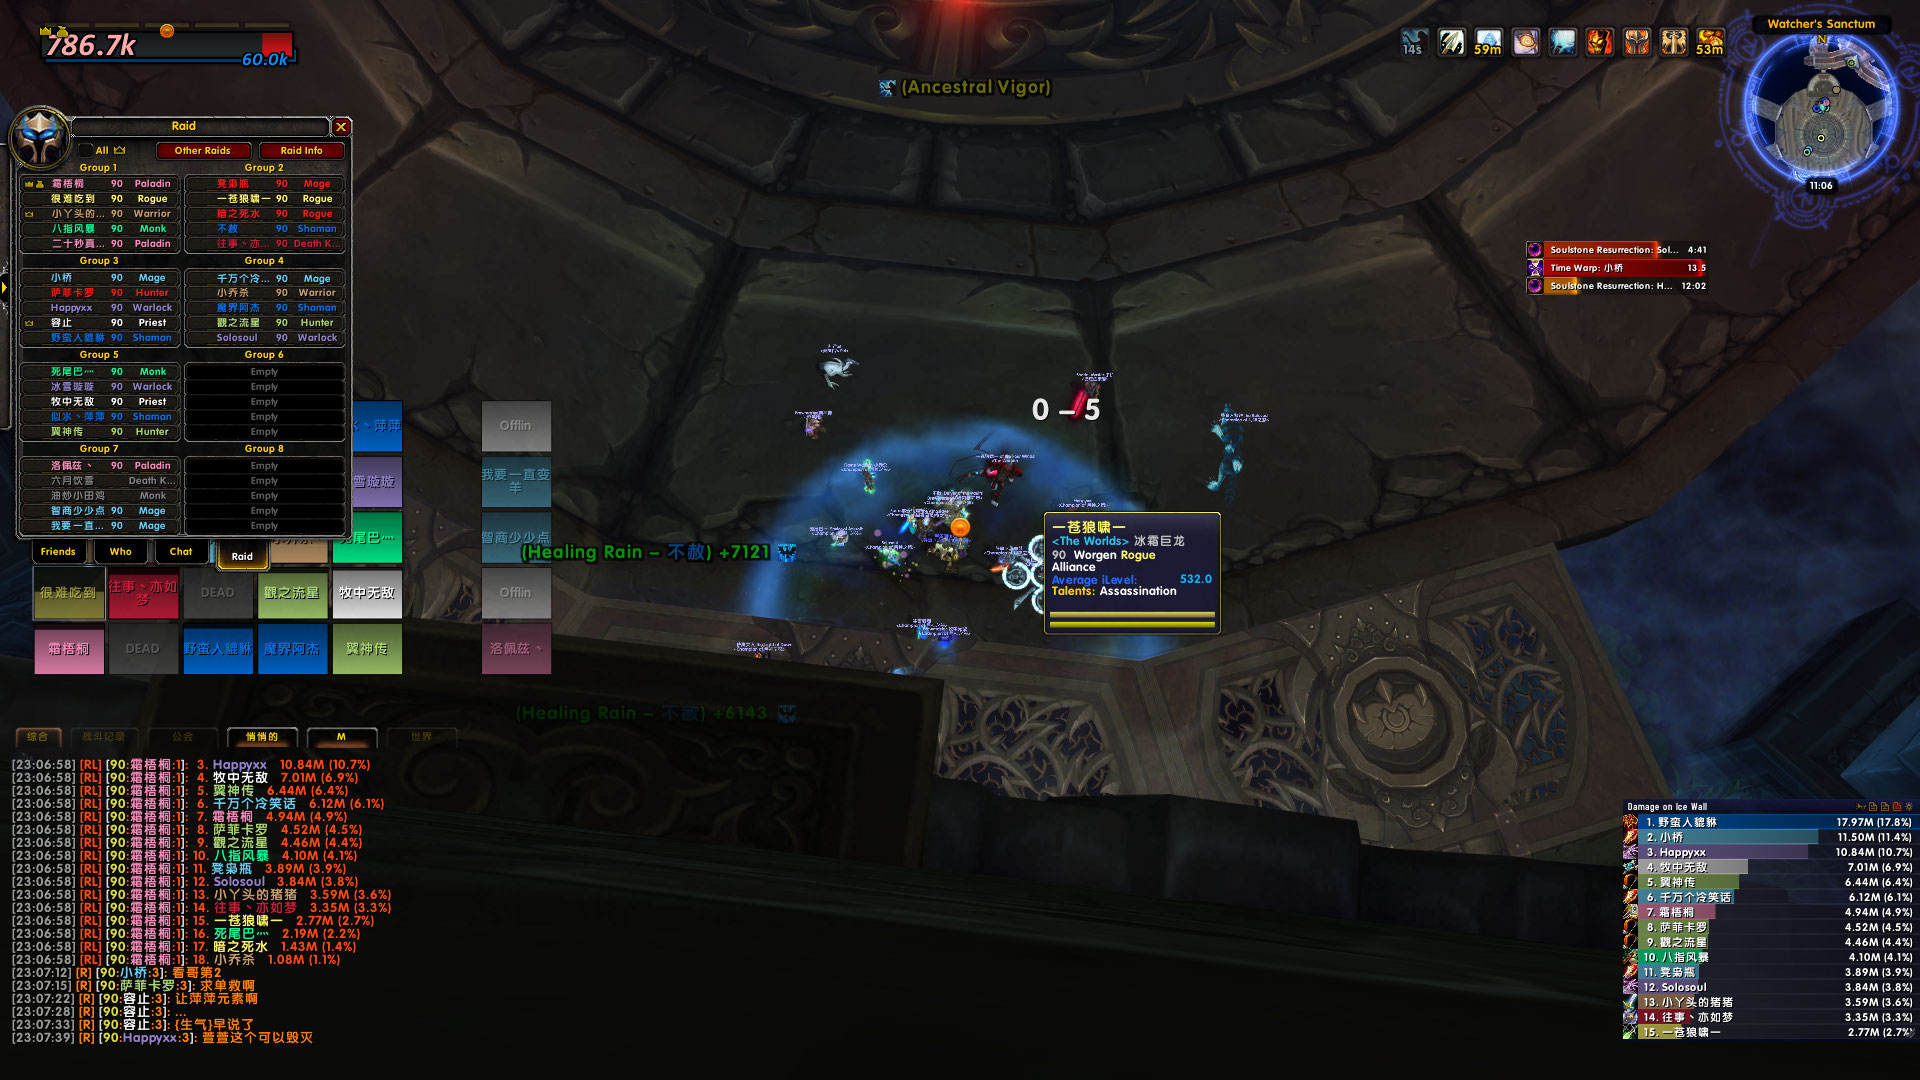 786.7k
60.0k
(Ancestral Vigor)
14s
59m
53m
Watcher's Sanctum
N
11:06
Raid
All
Other Raids
Raid Info
Group 1
霜梧桐 90 Paladin
很难吃到 90 Rogue
小丫头的... 90 Warrior
八指风暴 90 Monk
二十秒真... 90 Paladin
Group 2
凳枭瓶 90 Mage
一苍狼啸一 90 Rogue
暗之死水 90 Rogue
不赦 90 Shaman
往事丶亦... 90 Death K...
Group 3
小桥 90 Mage
萨菲卡罗 90 Hunter
Happyxx 90 Warlock
容止 90 Priest
野蛮人貔貅 90 Shaman
Group 4
千万个冷... 90 Mage
小乔杀 90 Warrior
魔界阿杰 90 Shaman
觀之流星 90 Hunter
Solosoul 90 Warlock
Group 5
死尾巴灬 90 Monk
冰雪璇璇 90 Warlock
牧中无敌 90 Priest
似水丶萍萍 90 Shaman
翼神传 90 Hunter
Group 6
Empty
Empty
Empty
Empty
Empty
Group 7
洛佩兹丶 90 Paladin
六月饮雪 Death K...
油炒小田鸡 Monk
智商少少点 90 Mage
我要一直... 90 Mage
Group 8
Empty
Empty
Empty
Empty
Empty
Friends
Who
Chat
Raid
Offlin
我要一直变羊
雪璇璇
智商少少点
死尾巴灬
很难吃到
往事丶亦如梦
DEAD
觀之流星
牧中无敌
Offlin
霜梧桐
DEAD
野蛮人貔貅
魔界阿杰
翼神传
洛佩兹丶
Soulstone Resurrection: Sol... 4:41
Time Warp: 小桥 13.5
Soulstone Resurrection: H... 12:02
0 – 5
(Healing Rain – 不赦) +7121
(Healing Rain – 不赦) +6143
一苍狼啸一
<The Worlds> 冰霜巨龙
90 Worgen Rogue
Alliance
Average iLevel: 532.0
Talents: Assassination
综合
战斗记录
公会
悄悄的
M
世界
[23:06:58] [RL] [90:霜梧桐:1]: 3. Happyxx 10.84M (10.7%)
[23:06:58] [RL] [90:霜梧桐:1]: 4. 牧中无敌 7.01M (6.9%)
[23:06:58] [RL] [90:霜梧桐:1]: 5. 翼神传 6.44M (6.4%)
[23:06:58] [RL] [90:霜梧桐:1]: 6. 千万个冷笑话 6.12M (6.1%)
[23:06:58] [RL] [90:霜梧桐:1]: 7. 霜梧桐 4.94M (4.9%)
[23:06:58] [RL] [90:霜梧桐:1]: 8. 萨菲卡罗 4.52M (4.5%)
[23:06:58] [RL] [90:霜梧桐:1]: 9. 觀之流星 4.46M (4.4%)
[23:06:58] [RL] [90:霜梧桐:1]: 10. 八指风暴 4.10M (4.1%)
[23:06:58] [RL] [90:霜梧桐:1]: 11. 凳枭瓶 3.89M (3.9%)
[23:06:58] [RL] [90:霜梧桐:1]: 12. Solosoul 3.84M (3.8%)
[23:06:58] [RL] [90:霜梧桐:1]: 13. 小丫头的猪猪 3.59M (3.6%)
[23:06:58] [RL] [90:霜梧桐:1]: 14. 往事丶亦如梦 3.35M (3.3%)
[23:06:58] [RL] [90:霜梧桐:1]: 15. 一苍狼啸一 2.77M (2.7%)
[23:06:58] [RL] [90:霜梧桐:1]: 16. 死尾巴灬 2.19M (2.2%)
[23:06:58] [RL] [90:霜梧桐:1]: 17. 暗之死水 1.43M (1.4%)
[23:06:58] [RL] [90:霜梧桐:1]: 18. 小乔杀 1.08M (1.1%)
[23:07:12] [R] [90:小桥:3]: 看哥第2
[23:07:15] [R] [90:萨菲卡罗:3]: 求单救啊
[23:07:22] [R] [90:容止:3]: 让萍萍元素啊
[23:07:28] [R] [90:容止:3]: ...
[23:07:33] [R] [90:容止:3]: {生气}早说了
[23:07:39] [R] [90:Happyxx:3]: 萱萱这个可以毁灭
Damage on Ice Wall
1. 野蛮人貔貅 17.97M (17.8%)
2. 小桥 11.50M (11.4%)
3. Happyxx 10.84M (10.7%)
4. 牧中无敌 7.01M (6.9%)
5. 翼神传 6.44M (6.4%)
6. 千万个冷笑话 6.12M (6.1%)
7. 霜梧桐 4.94M (4.9%)
8. 萨菲卡罗 4.52M (4.5%)
9. 觀之流星 4.46M (4.4%)
10. 八指风暴 4.10M (4.1%)
11. 凳枭瓶 3.89M (3.9%)
12. Solosoul 3.84M (3.8%)
13. 小丫头的猪猪 3.59M (3.6%)
14. 往事丶亦如梦 3.35M (3.3%)
15. 一苍狼啸一 2.77M (2.7%)